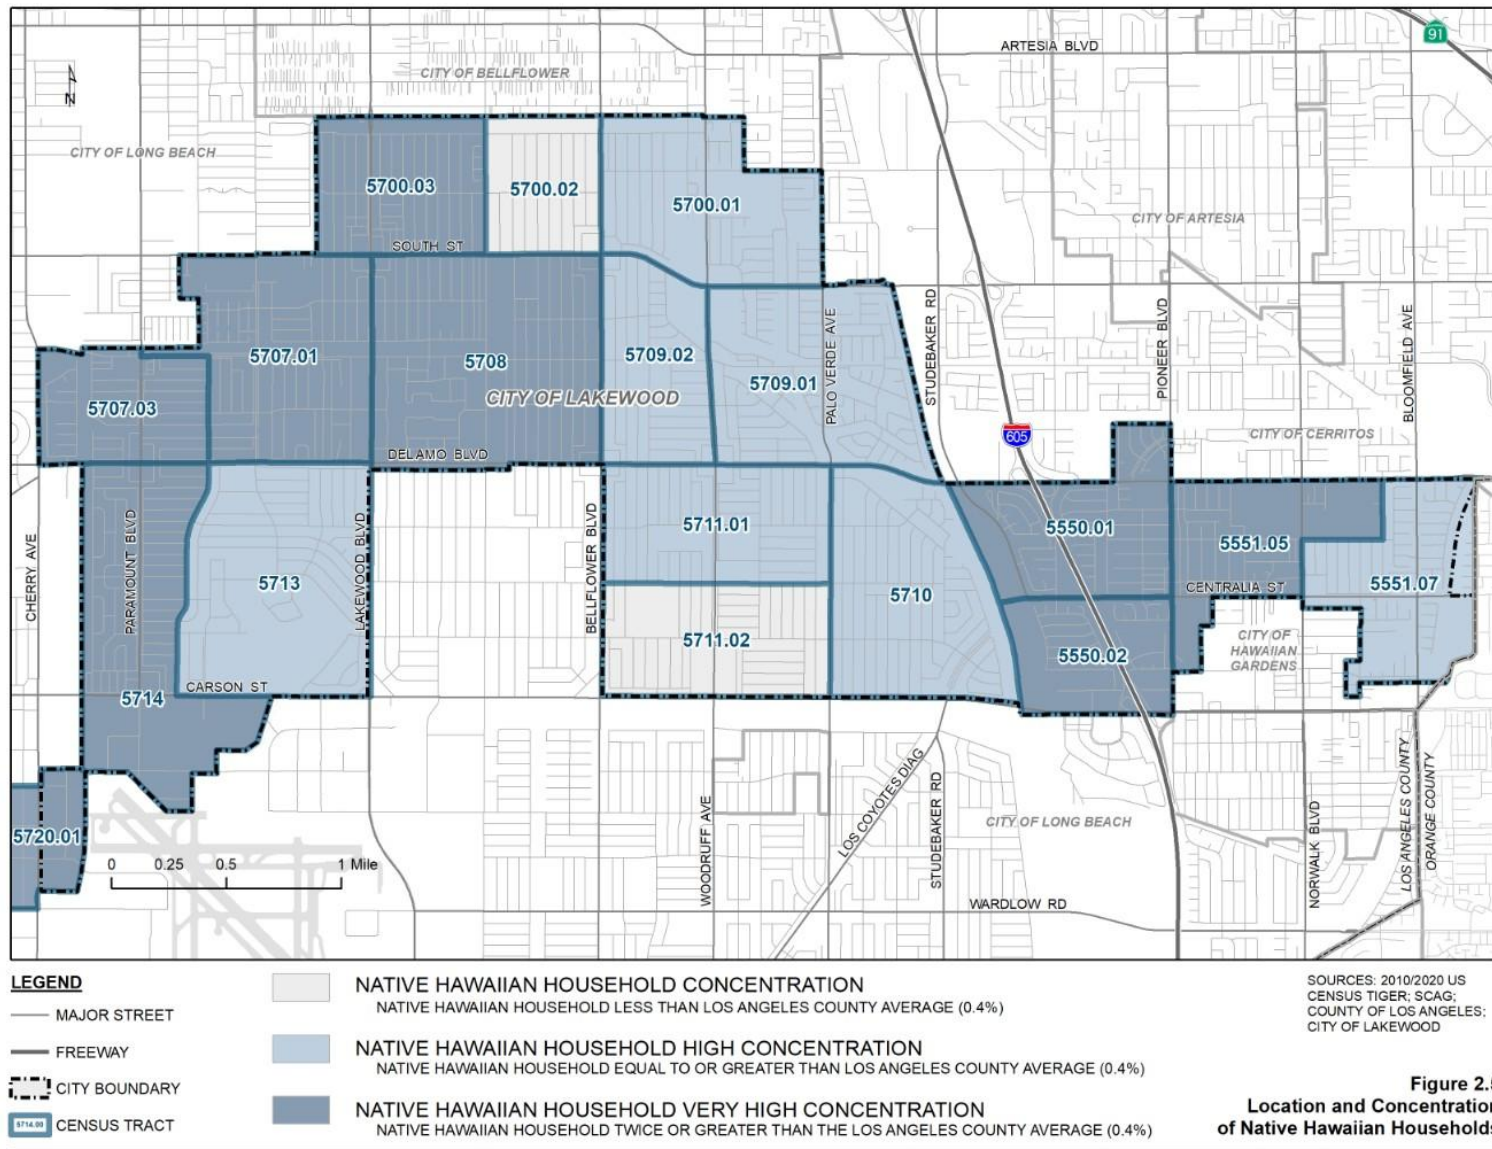 ARTESIA BLVD
91
CITY OF BELLFLOWER
N
CITY OF LONG BEACH
5700.03
5700.02
5700.01
CITY OF ARTESIA
SOUTH ST
STUDEBAKER RD
PIONEER BLVD
BLOOMFIELD AVE
PALO VERDE AVE
5707.01
5708
5709.02
5709.01
CITY OF LAKEWOOD
5707.03
605
CITY OF CERRITOS
DELAMO BLVD
CHERRY AVE
PARAMOUNT BLVD
LAKEWOOD BLVD
BELLFLOWER BLVD
5711.01
5550.01
5551.05
5713
CENTRALIA ST
5551.07
5710
5711.02
5550.02
CITY OF
HAWAIIAN
GARDENS
CARSON ST
5714
LOS ANGELES COUNTY
ORANGE COUNTY
WOODRUFF AVE
LOS COYOTES DIAG
STUDEBAKER RD
CITY OF LONG BEACH
NORWALK BLVD
5720.01
0 0.25 0.5 1 Mile
WARDLOW RD
LEGEND
MAJOR STREET
FREEWAY
CITY BOUNDARY
5714.00
CENSUS TRACT
NATIVE HAWAIIAN HOUSEHOLD CONCENTRATION
NATIVE HAWAIIAN HOUSEHOLD LESS THAN LOS ANGELES COUNTY AVERAGE (0.4%)
NATIVE HAWAIIAN HOUSEHOLD HIGH CONCENTRATION
NATIVE HAWAIIAN HOUSEHOLD EQUAL TO OR GREATER THAN LOS ANGELES COUNTY AVERAGE (0.4%)
NATIVE HAWAIIAN HOUSEHOLD VERY HIGH CONCENTRATION
NATIVE HAWAIIAN HOUSEHOLD TWICE OR GREATER THAN THE LOS ANGELES COUNTY AVERAGE (0.4%)
SOURCES: 2010/2020 US
CENSUS TIGER; SCAG;
COUNTY OF LOS ANGELES;
CITY OF LAKEWOOD
Figure 2.5
Location and Concentration
of Native Hawaiian Households